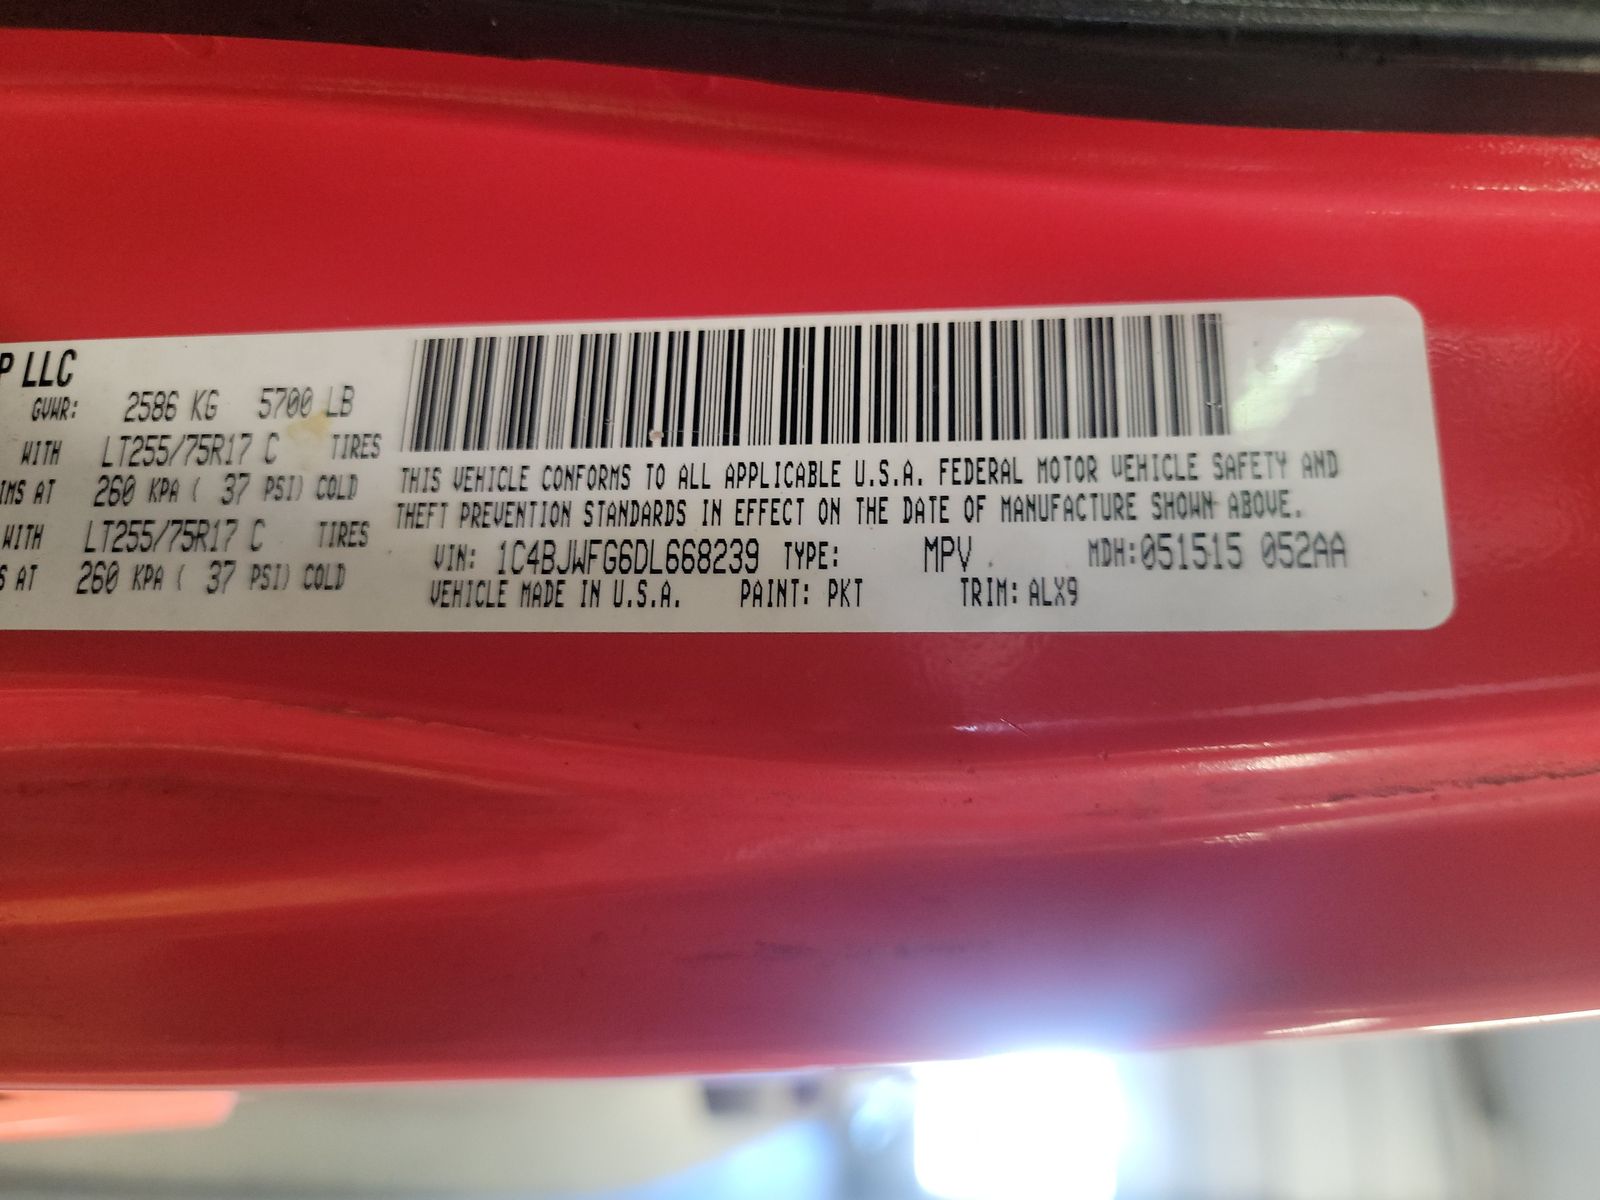 P LLC
GVWR: 2586 KG 5700 LB
WITH LT255/75R17 C TIRES
IMS AT 260 KPA ( 37 PSI) COLD
WITH LT255/75R17 C TIRES
S AT 260 KPA ( 37 PSI) COLD
THIS VEHICLE CONFORMS TO ALL APPLICABLE U.S.A. FEDERAL MOTOR VEHICLE SAFETY AND
THEFT PREVENTION STANDARDS IN EFFECT ON THE DATE OF MANUFACTURE SHOWN ABOVE.
VIN: 1C4BJWFG6DL668239 TYPE: MPV MDH:051515 052AA
VEHICLE MADE IN U.S.A. PAINT: PKT TRIM: ALX9